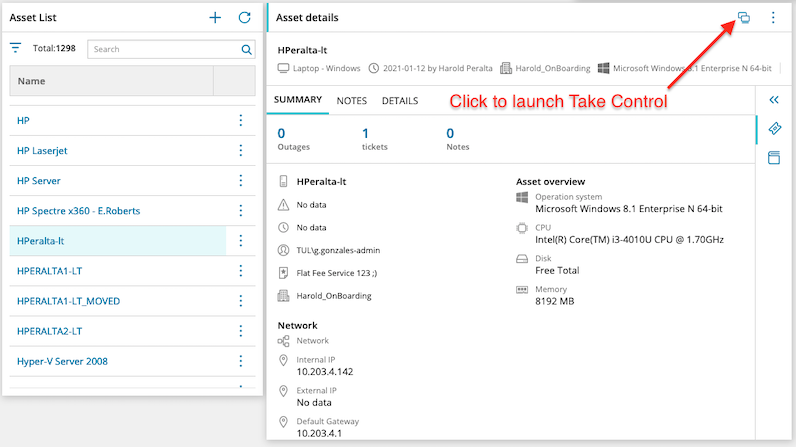 Asset List
Total:1298
Search
Name
HP
HP Laserjet
HP Server
HP Spectre x360 - E.Roberts
HPeralta-lt
HPERALTA1-LT
HPERALTA1-LT_MOVED
HPERALTA2-LT
Hyper-V Server 2008
Asset details
HPeralta-lt
Laptop - Windows 2021-01-12 by Harold Peralta Harold_OnBoarding Microsoft Windows 8.1 Enterprise N 64-bit
SUMMARY NOTES DETAILS
Click to launch Take Control
0 1 0
Outages tickets Notes
HPeralta-lt
No data
No data
TUL\g.gonzales-admin
Flat Fee Service 123 ;)
Harold_OnBoarding
Network
Network
Internal IP
10.203.4.142
External IP
No data
Default Gateway
10.203.4.1
Asset overview
Operation system
Microsoft Windows 8.1 Enterprise N 64-bit
CPU
Intel(R) Core(TM) i3-4010U CPU @ 1.70GHz
Disk
Free Total
Memory
8192 MB